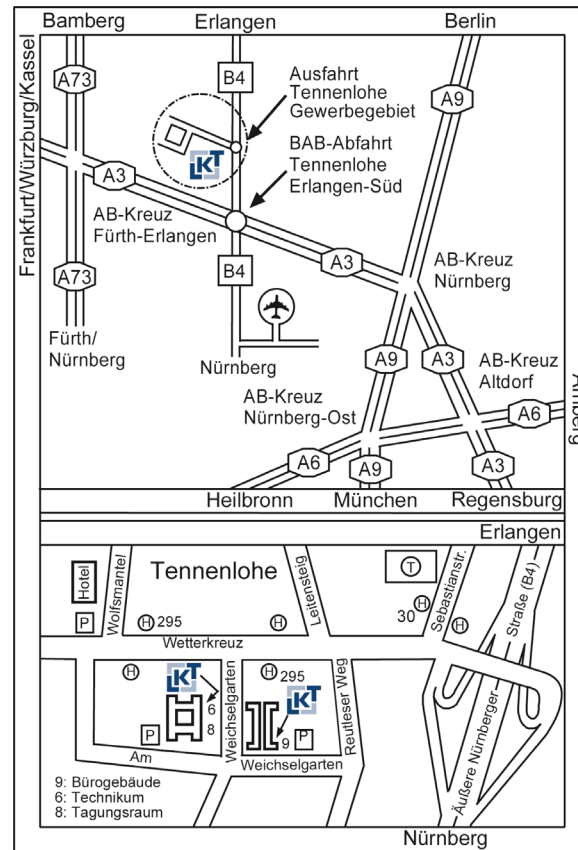 Bamberg
Erlangen
Berlin
Frankfurt/Würzburg/Kassel
A73
B4
A9
Ausfahrt
Tennenlohe
Gewerbegebiet
LKT
BAB-Abfahrt
Tennenlohe
Erlangen-Süd
A3
AB-Kreuz
Fürth-Erlangen
A3
AB-Kreuz
Nürnberg
A73
B4
Fürth/
Nürnberg
Nürnberg
A9
A3
AB-Kreuz
Altdorf
AB-Kreuz
Nürnberg-Ost
A6
Amberg
A6
A9
A3
Heilbronn
München
Regensburg
Erlangen
Hotel
Wolfsmantel
Tennenlohe
Leitensteig
T
Sebastianstr.
Straße (B4)
P
H 295
H
H
30
H
Wetterkreuz
H
LKT
H
295
LKT
Weichselgarten
Reutleser Weg
6
8
P
9
P
Am
Weichselgarten
Äußere Nürnberger
9: Bürogebäude
6: Technikum
8: Tagungsraum
Nürnberg